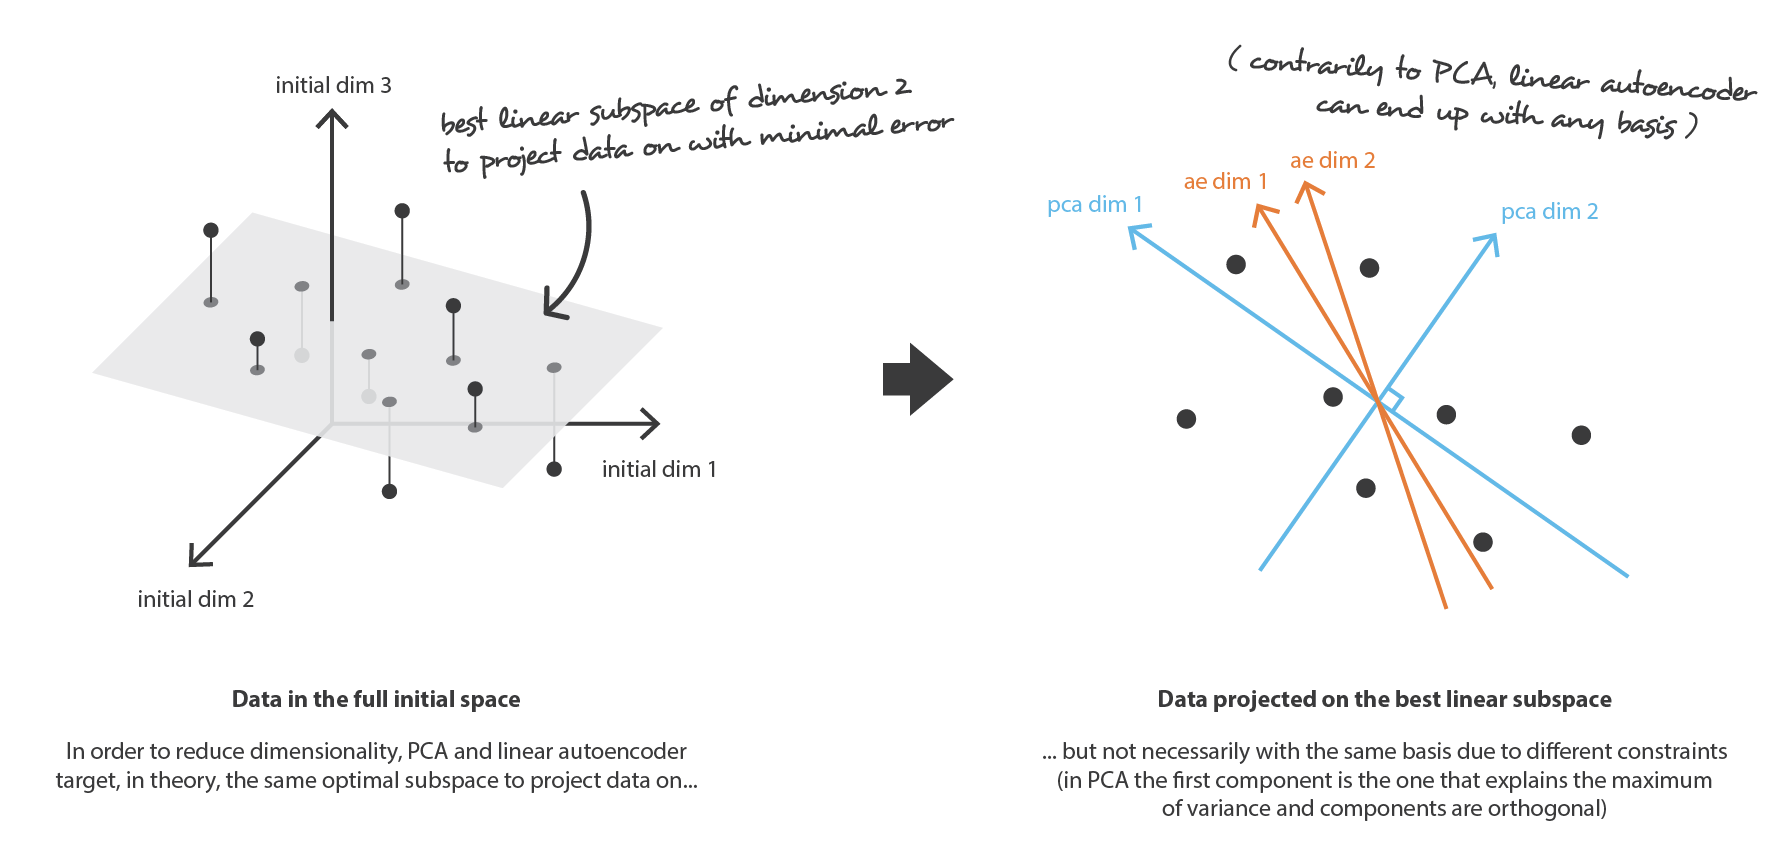 initial dim 3
best linear subspace of dimension 2
to project data on with minimal error
initial dim 1
initial dim 2
( contrarily to PCA, linear autoencoder
can end up with any basis )
ae dim 2
ae dim 1
pca dim 1
pca dim 2
Data in the full initial space
In order to reduce dimensionality, PCA and linear autoencoder
target, in theory, the same optimal subspace to project data on...
Data projected on the best linear subspace
... but not necessarily with the same basis due to different constraints
(in PCA the first component is the one that explains the maximum
of variance and components are orthogonal)